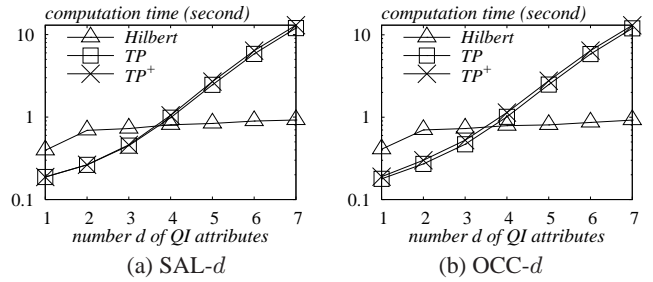 computation time (second)
10
1
0.1
Hilbert
TP
TP+
1 2 3 4 5 6 7
number d of QI attributes
(a) SAL-d
computation time (second)
10
1
0.1
Hilbert
TP
TP+
1 2 3 4 5 6 7
number d of QI attributes
(b) OCC-d